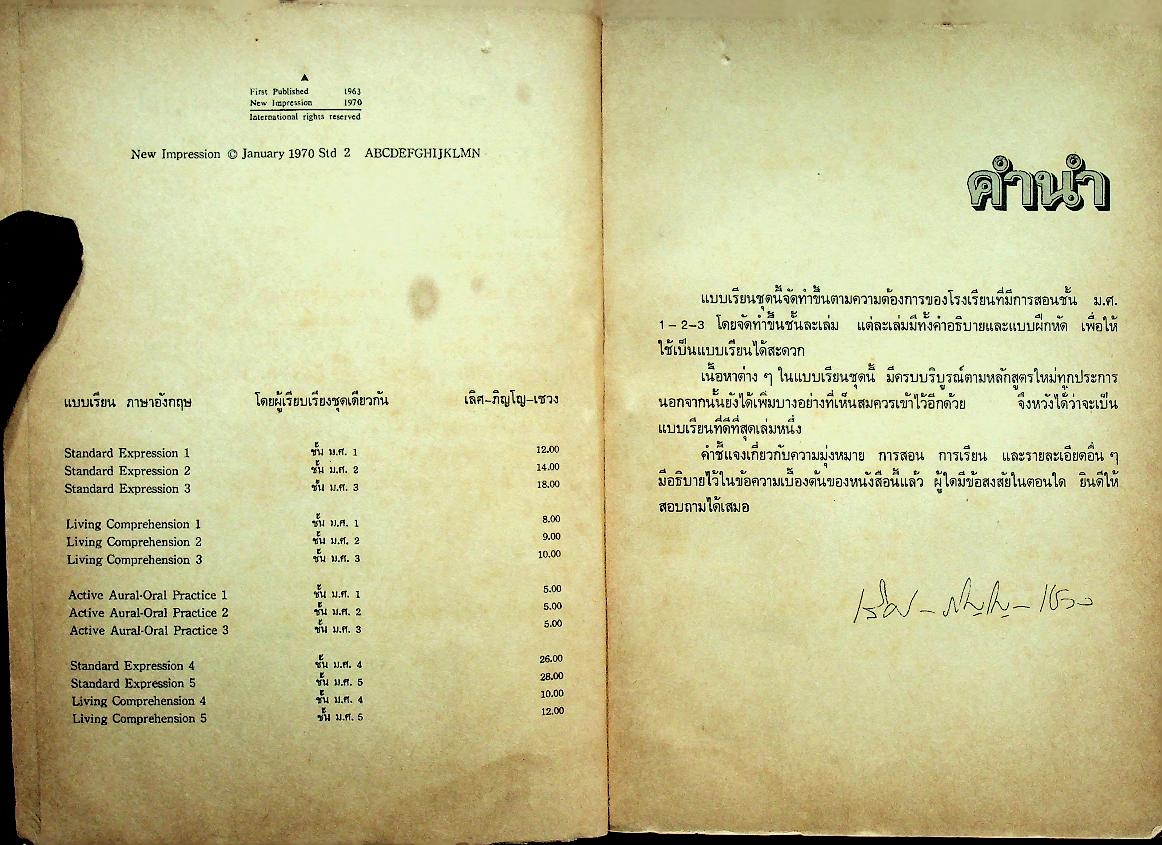 ▲
First Published 1963
New Impression 1970
International rights reserved
New Impression © January 1970 Std 2 ABCDEFGHIJKLMN
แบบเรียน ภาษาอังกฤษ โดยผู้เรียบเรียงชุดเดียวกัน เลิศ-ภิญโญ-เชวง
Standard Expression 1 ชั้น ม.ศ. 1 12.00
Standard Expression 2 ชั้น ม.ศ. 2 14.00
Standard Expression 3 ชั้น ม.ศ. 3 18.00
Living Comprehension 1 ชั้น ม.ศ. 1 8.00
Living Comprehension 2 ชั้น ม.ศ. 2 9.00
Living Comprehension 3 ชั้น ม.ศ. 3 10.00
Active Aural-Oral Practice 1 ชั้น ม.ศ. 1 5.00
Active Aural-Oral Practice 2 ชั้น ม.ศ. 2 5.00
Active Aural-Oral Practice 3 ชั้น ม.ศ. 3 5.00
Standard Expression 4 ชั้น ม.ศ. 4 26.00
Standard Expression 5 ชั้น ม.ศ. 5 28.00
Living Comprehension 4 ชั้น ม.ศ. 4 10.00
Living Comprehension 5 ชั้น ม.ศ. 5 12.00
คำนำ
แบบเรียนชุดนี้จัดทำขึ้นตามความต้องการของโรงเรียนที่มีการสอนชั้น ม.ศ.
1-2-3 โดยจัดทำขึ้นชั้นละเล่ม แต่ละเล่มมีทั้งคำอธิบายและแบบฝึกหัด เพื่อให้
ใช้เป็นแบบเรียนได้สะดวก
เนื้อหาต่าง ๆ ในแบบเรียนชุดนี้ มีครบบริบูรณ์ตามหลักสูตรใหม่ทุกประการ
นอกจากนั้นยังได้เพิ่มบางอย่างที่เห็นสมควรเข้าไว้อีกด้วย จึงหวังได้ว่าจะเป็น
แบบเรียนที่ดีที่สุดเล่มหนึ่ง
คำชี้แจงเกี่ยวกับความมุ่งหมาย การสอน การเรียน และรายละเอียดอื่น ๆ
มีอธิบายไว้ในข้อความเบื้องต้นของหนังสือนี้แล้ว ผู้ใดมีข้อสงสัยในตอนใด ยินดีให้
สอบถามได้เสมอ
เลิศ-ภิญโญ-เชวง